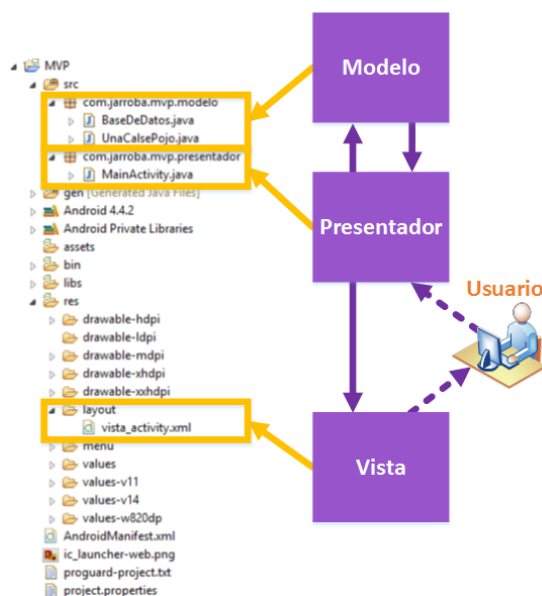 MVP
src
com.jarroba.mvp.modelo
BaseDeDatos.java
UnaCalsePojo.java
com.jarroba.mvp.presentador
MainActivity.java
gen [Generated Java Files]
Android 4.4.2
Android Private Libraries
assets
bin
libs
res
drawable-hdpi
drawable-ldpi
drawable-mdpi
drawable-xhdpi
drawable-xxhdpi
layout
vista_activity.xml
menu
values
values-v11
values-v14
values-w820dp
AndroidManifest.xml
ic_launcher-web.png
proguard-project.txt
project.properties
Modelo
Presentador
Usuario
Vista